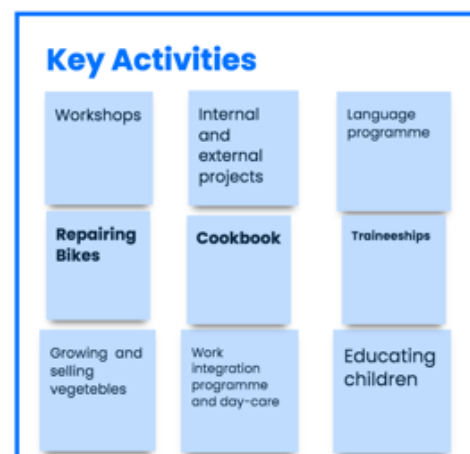 Key Activities
Workshops
Internal
and
external
projects
Language
programme
Repairing
Bikes
Cookbook
Traineeships
Growing and
selling
vegetebles
Work
integration
programme
and day-care
Educating
children